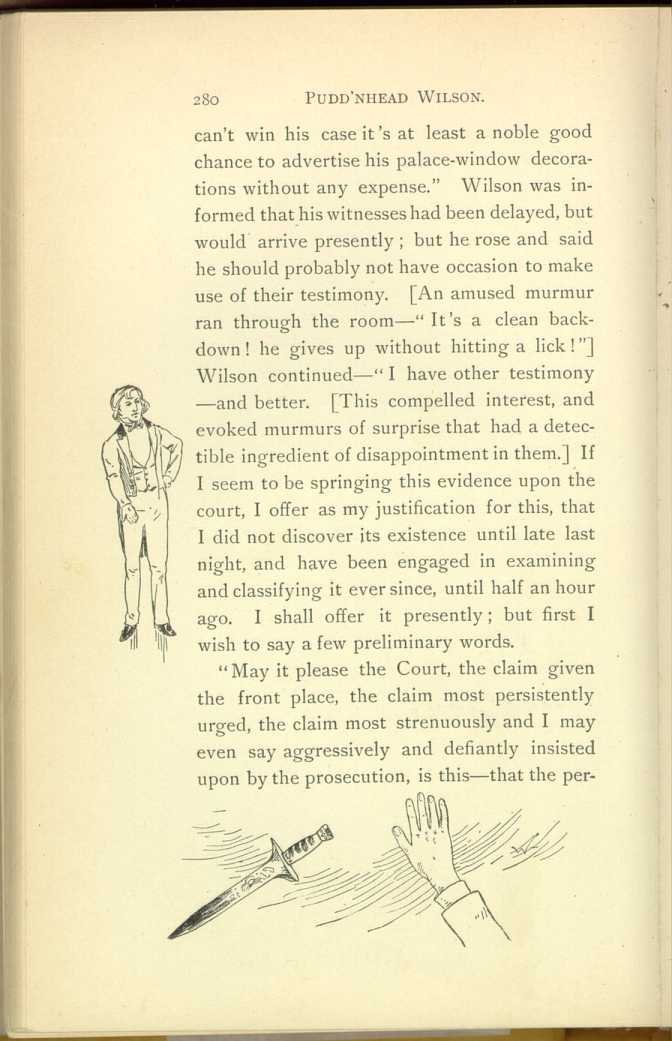 280 PUDD'NHEAD WILSON.
can't win his case it's at least a noble good
chance to advertise his palace-window decora-
tions without any expense." Wilson was in-
formed that his witnesses had been delayed, but
would arrive presently; but he rose and said
he should probably not have occasion to make
use of their testimony. [An amused murmur
ran through the room—"It's a clean back-
down! he gives up without hitting a lick!"]
Wilson continued—"I have other testimony
—and better. [This compelled interest, and
evoked murmurs of surprise that had a detec-
tible ingredient of disappointment in them.] If
I seem to be springing this evidence upon the
court, I offer as my justification for this, that
I did not discover its existence until late last
night, and have been engaged in examining
and classifying it ever since, until half an hour
ago. I shall offer it presently; but first I
wish to say a few preliminary words.
"May it please the Court, the claim given
the front place, the claim most persistently
urged, the claim most strenuously and I may
even say aggressively and defiantly insisted
upon by the prosecution, is this—that the per-